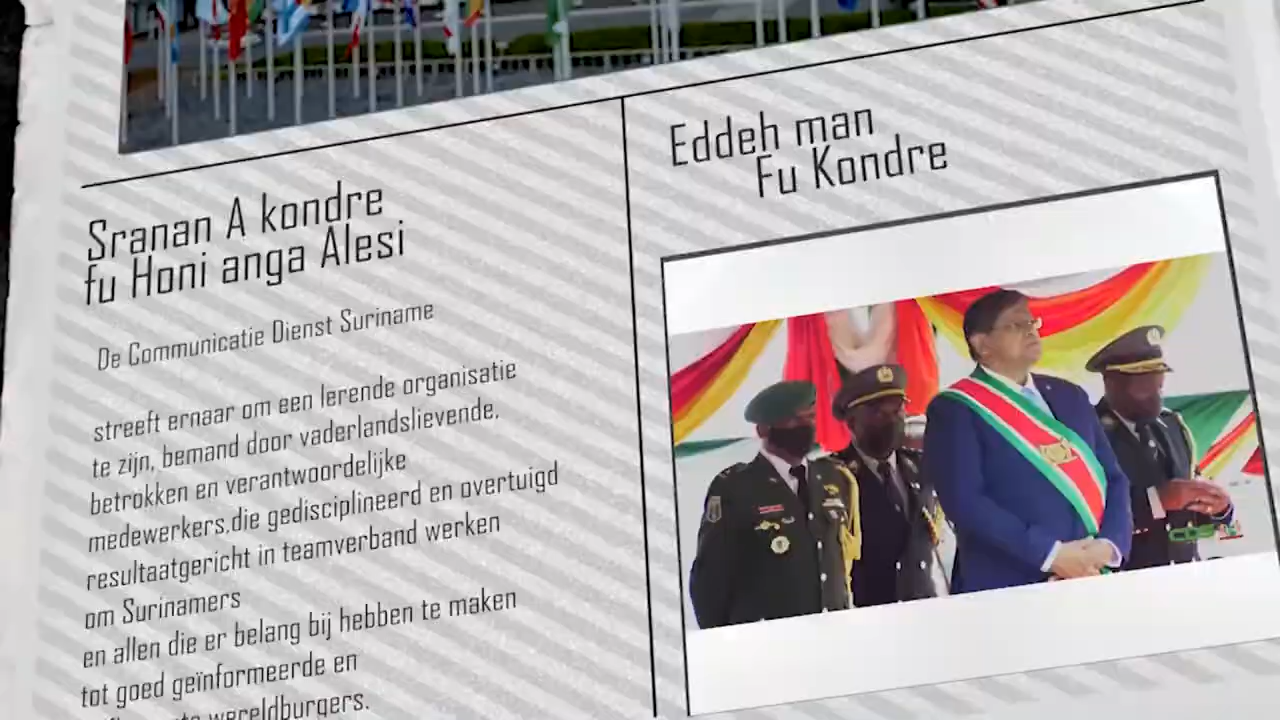 Sranan A kondre
fu Honi anga Alesi
De Communicatie Dienst Suriname
streeft ernaar om een lerende organisatie
te zijn, bemand door vaderlandslievende,
betrokken en verantwoordelijke
medewerkers,die gedisciplineerd en overtuigd
resultaatgericht in teamverband werken
om Surinamers
en allen die er belang bij hebben te maken
tot goed geïnformeerde en
wereldburgers.
Eddeh man
Fu Kondre